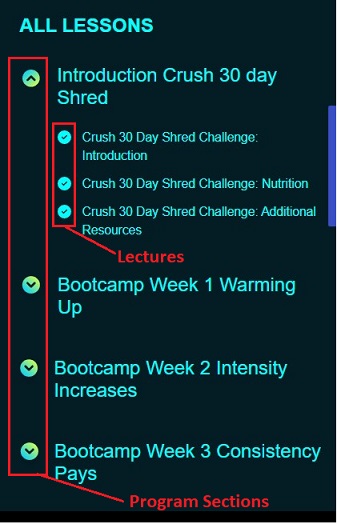 ALL LESSONS
Introduction Crush 30 day
Shred
Crush 30 Day Shred Challenge:
Introduction
Crush 30 Day Shred Challenge: Nutrition
Crush 30 Day Shred Challenge: Additional
Resources
Lectures
Bootcamp Week 1 Warming
Up
Bootcamp Week 2 Intensity
Increases
Bootcamp Week 3 Consistency
Pays
Program Sections